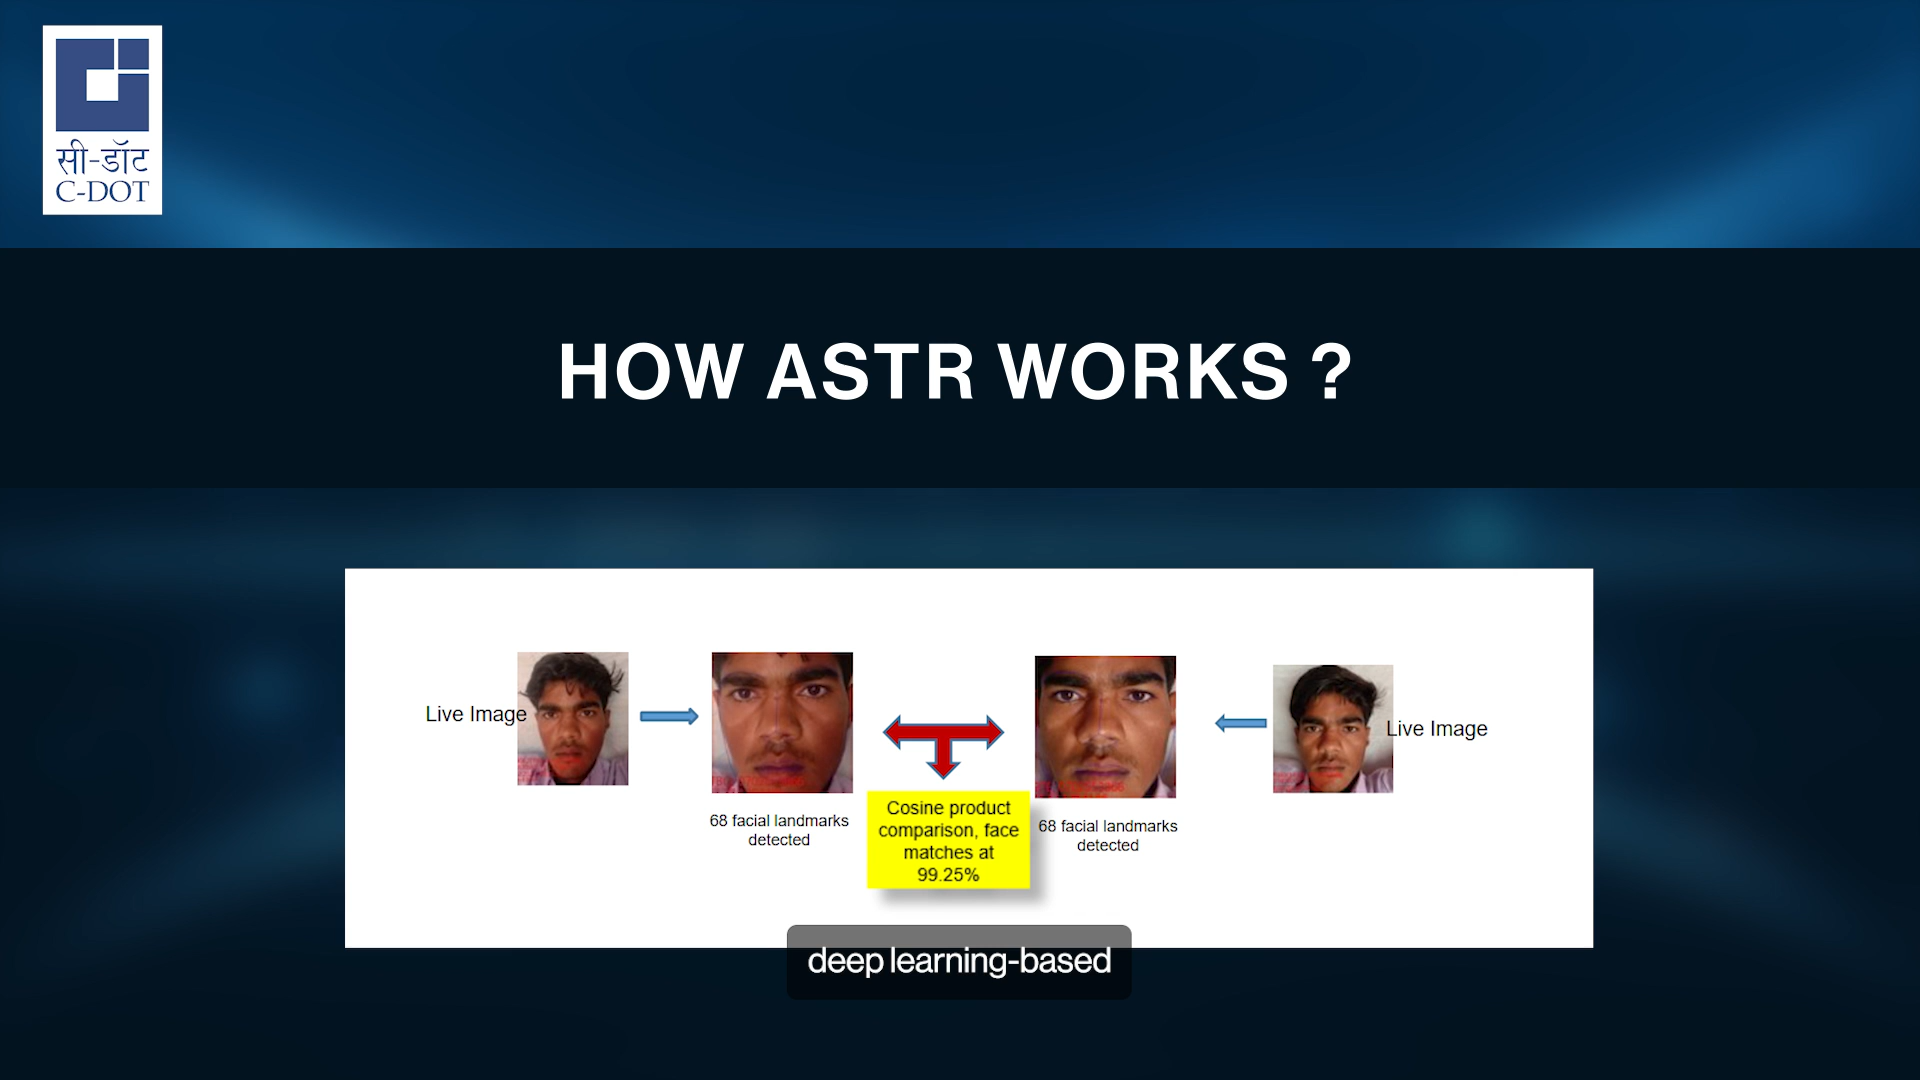 सी-डॉट
C-DOT
HOW ASTR WORKS ?
Live Image
Live Image
68 facial landmarks
detected
Cosine product
comparison, face
matches at
99.25%
68 facial landmarks
detected
deep learning-based